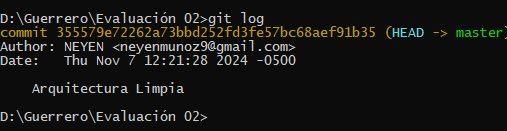 D:\Guerrero\Evaluación 02>git log
commit 355579e72262a73bbd252fd3fe57bc68aef91b35 (HEAD -> master)
Author: NEYEN <neyenmunoz9@gmail.com>
Date:   Thu Nov 7 12:21:28 2024 -0500
    Arquitectura Limpia
D:\Guerrero\Evaluación 02>